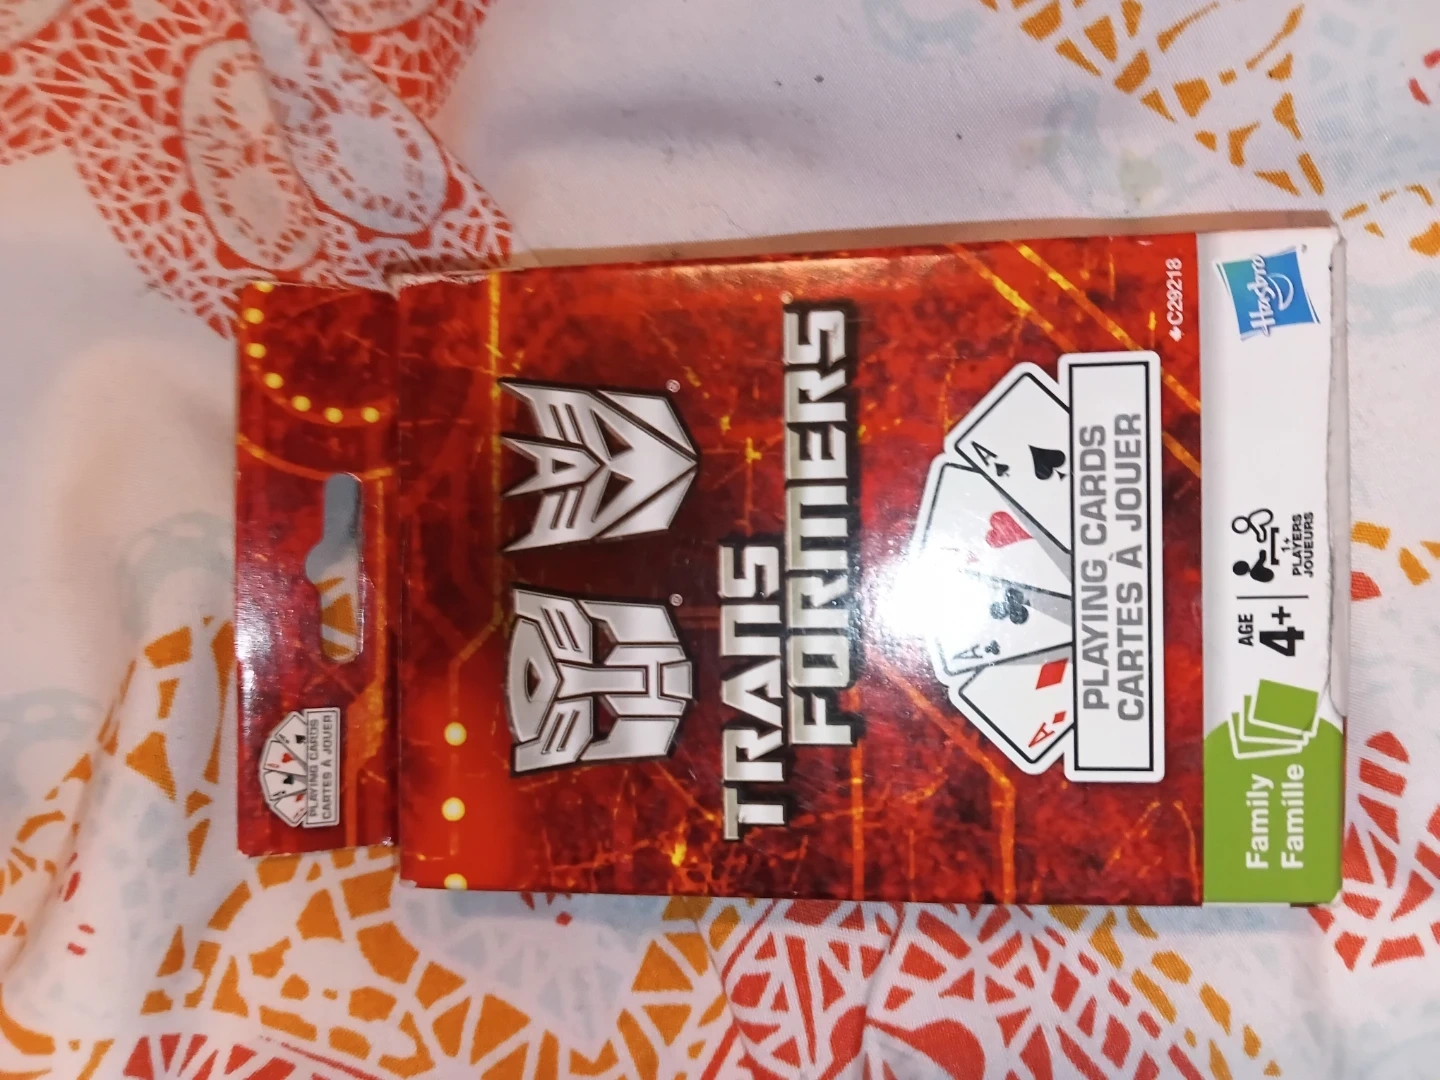 PLAYING CARDS
CARTES À JOUER
®
®
TRANS
FORMERS
A
A
A
PLAYING CARDS
CARTES À JOUER
C29218
Family
Famille
AGE
4+
1+
PLAYERS
JOUEURS
Hasbro